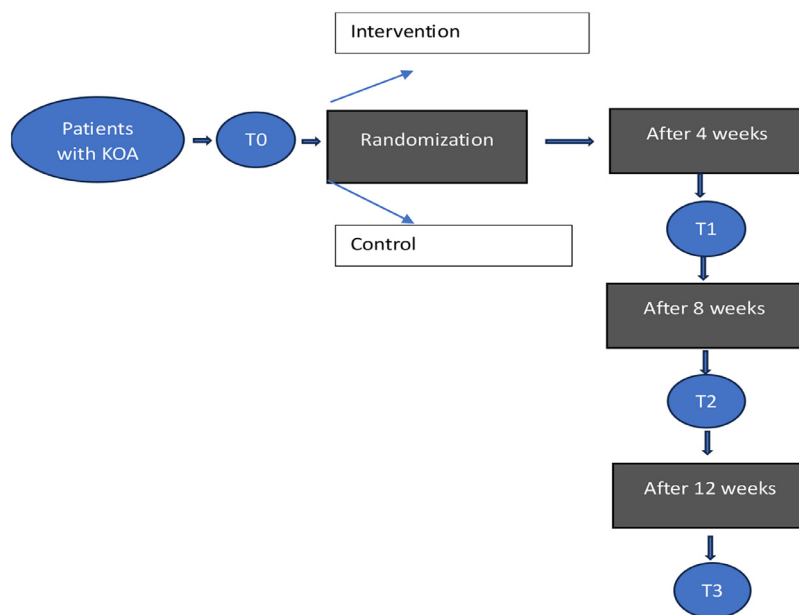 Intervention
Patients
with KOA
T0
Randomization
After 4 weeks
Control
T1
After 8 weeks
T2
After 12 weeks
T3